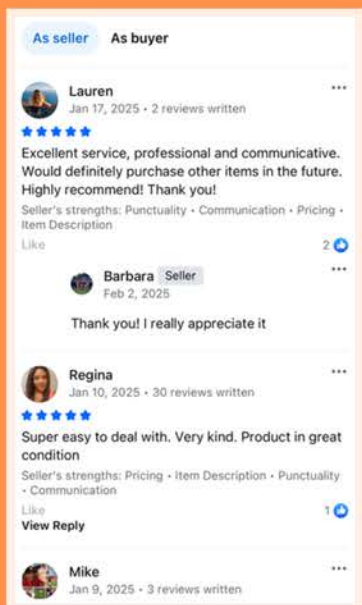 As seller As buyer
Lauren
Jan 17, 2025 • 2 reviews written
Excellent service, professional and communicative.
Would definitely purchase other items in the future.
Highly recommend! Thank you!
Seller's strengths: Punctuality • Communication • Pricing •
Item Description
Like 2
Barbara Seller
Feb 2, 2025
Thank you! I really appreciate it
Regina
Jan 10, 2025 • 30 reviews written
Super easy to deal with. Very kind. Product in great
condition
Seller's strengths: Pricing • Item Description • Punctuality
• Communication
Like 1
View Reply
Mike
Jan 9, 2025 • 3 reviews written